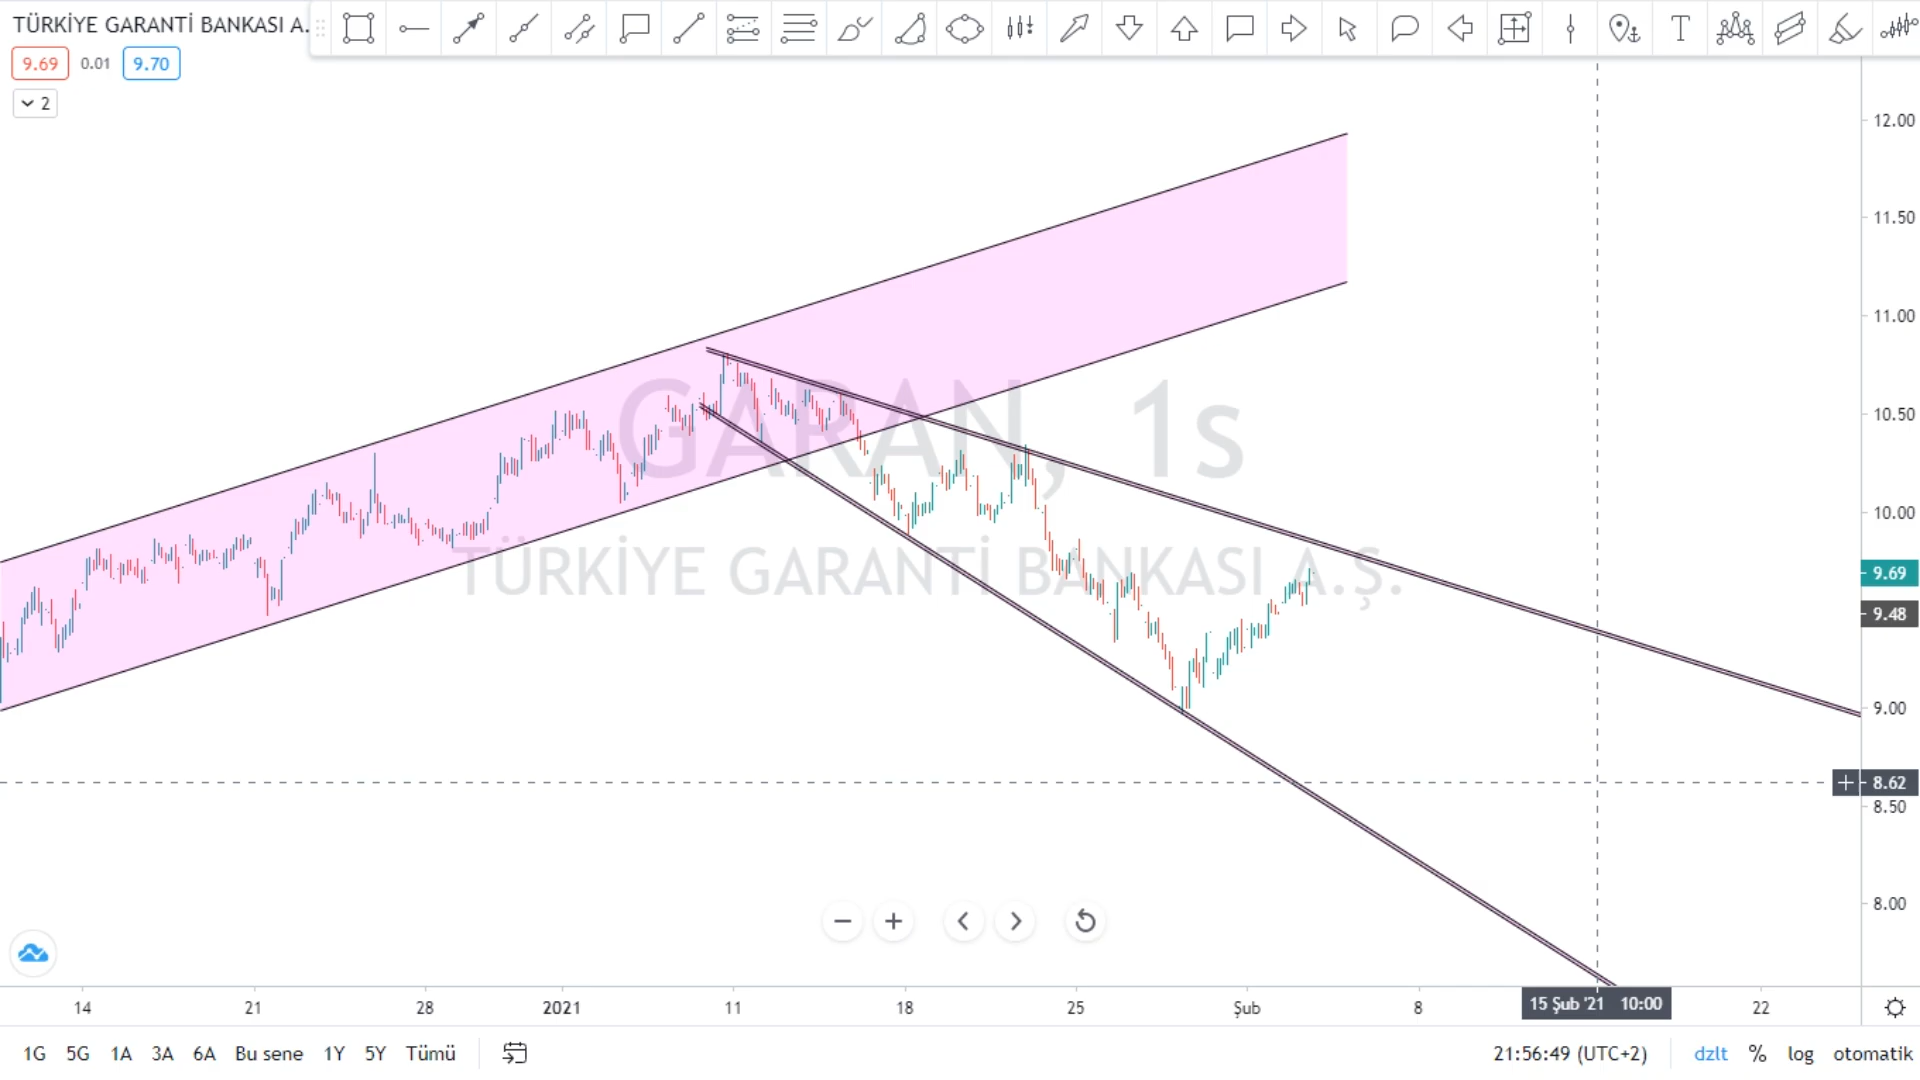 TÜRKİYE GARANTİ BANKASI A.
9.69 0.01 9.70
2
GARAN, 1s
TÜRKİYE GARANTİ BANKASI A.Ş.
12.00
11.50
11.00
10.50
10.00
9.69
9.48
9.00
8.62
8.50
8.00
14 21 28 2021 11 18 25 Şub 8 15 Şub '21 10:00 22
1G 5G 1A 3A 6A Bu sene 1Y 5Y Tümü 21:56:49 (UTC+2) dzlt % log otomatik